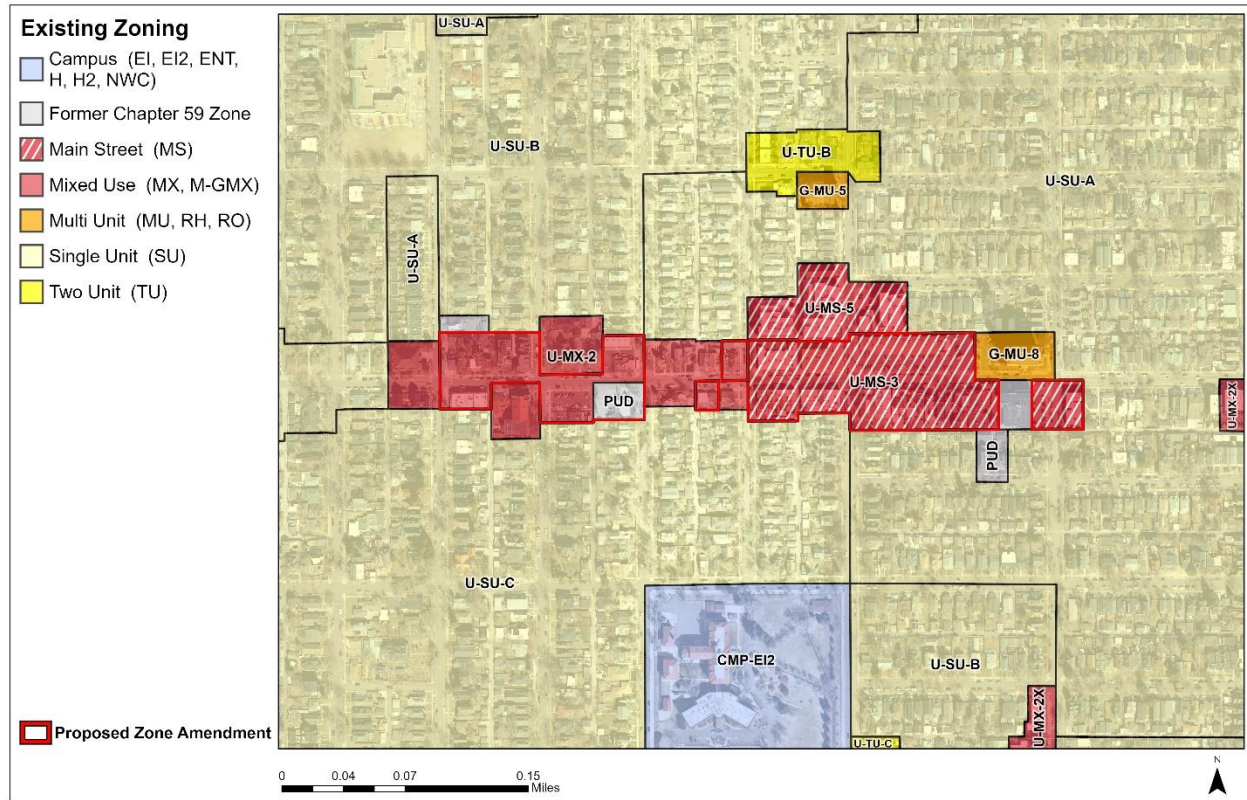 Existing Zoning
Campus (EI, EI2, ENT,
H, H2, NWC)
Former Chapter 59 Zone
Main Street (MS)
Mixed Use (MX, M-GMX)
Multi Unit (MU, RH, RO)
Single Unit (SU)
Two Unit (TU)
Proposed Zone Amendment
U-SU-A
U-SU-B
U-TU-B
G-MU-5
U-SU-A
U-SU-A
U-MS-5
U-MX-2
G-MU-8
U-MS-3
PUD
U-MX-2X
PUD
U-SU-C
CMP-EI2
U-SU-B
U-MX-2X
U-TU-C
0 0.04 0.07 0.15
Miles
N